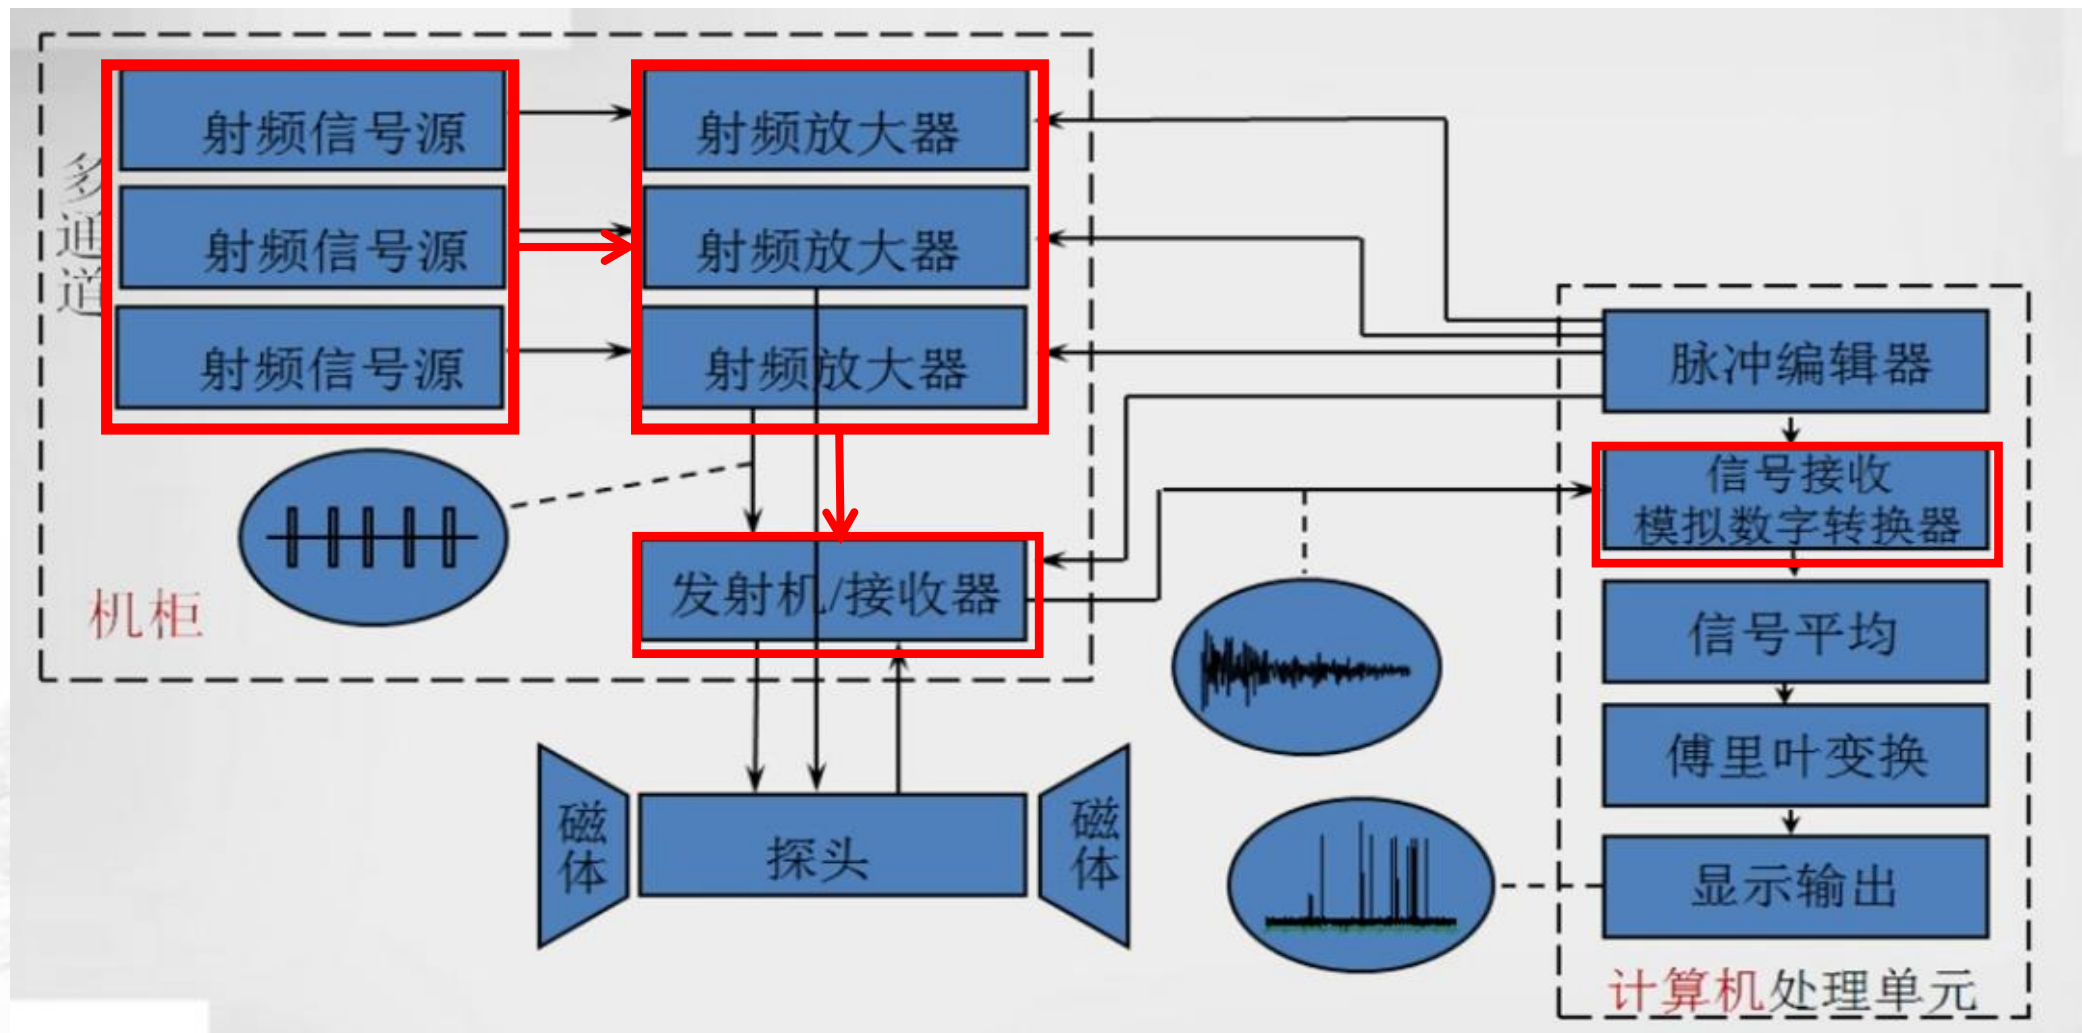 多
通
道
射频信号源
射频放大器
射频信号源
射频放大器
射频信号源
射频放大器
机柜
发射机/接收器
磁
体
探头
磁
体
脉冲编辑器
信号接收
模拟数字转换器
信号平均
傅里叶变换
显示输出
计算机处理单元